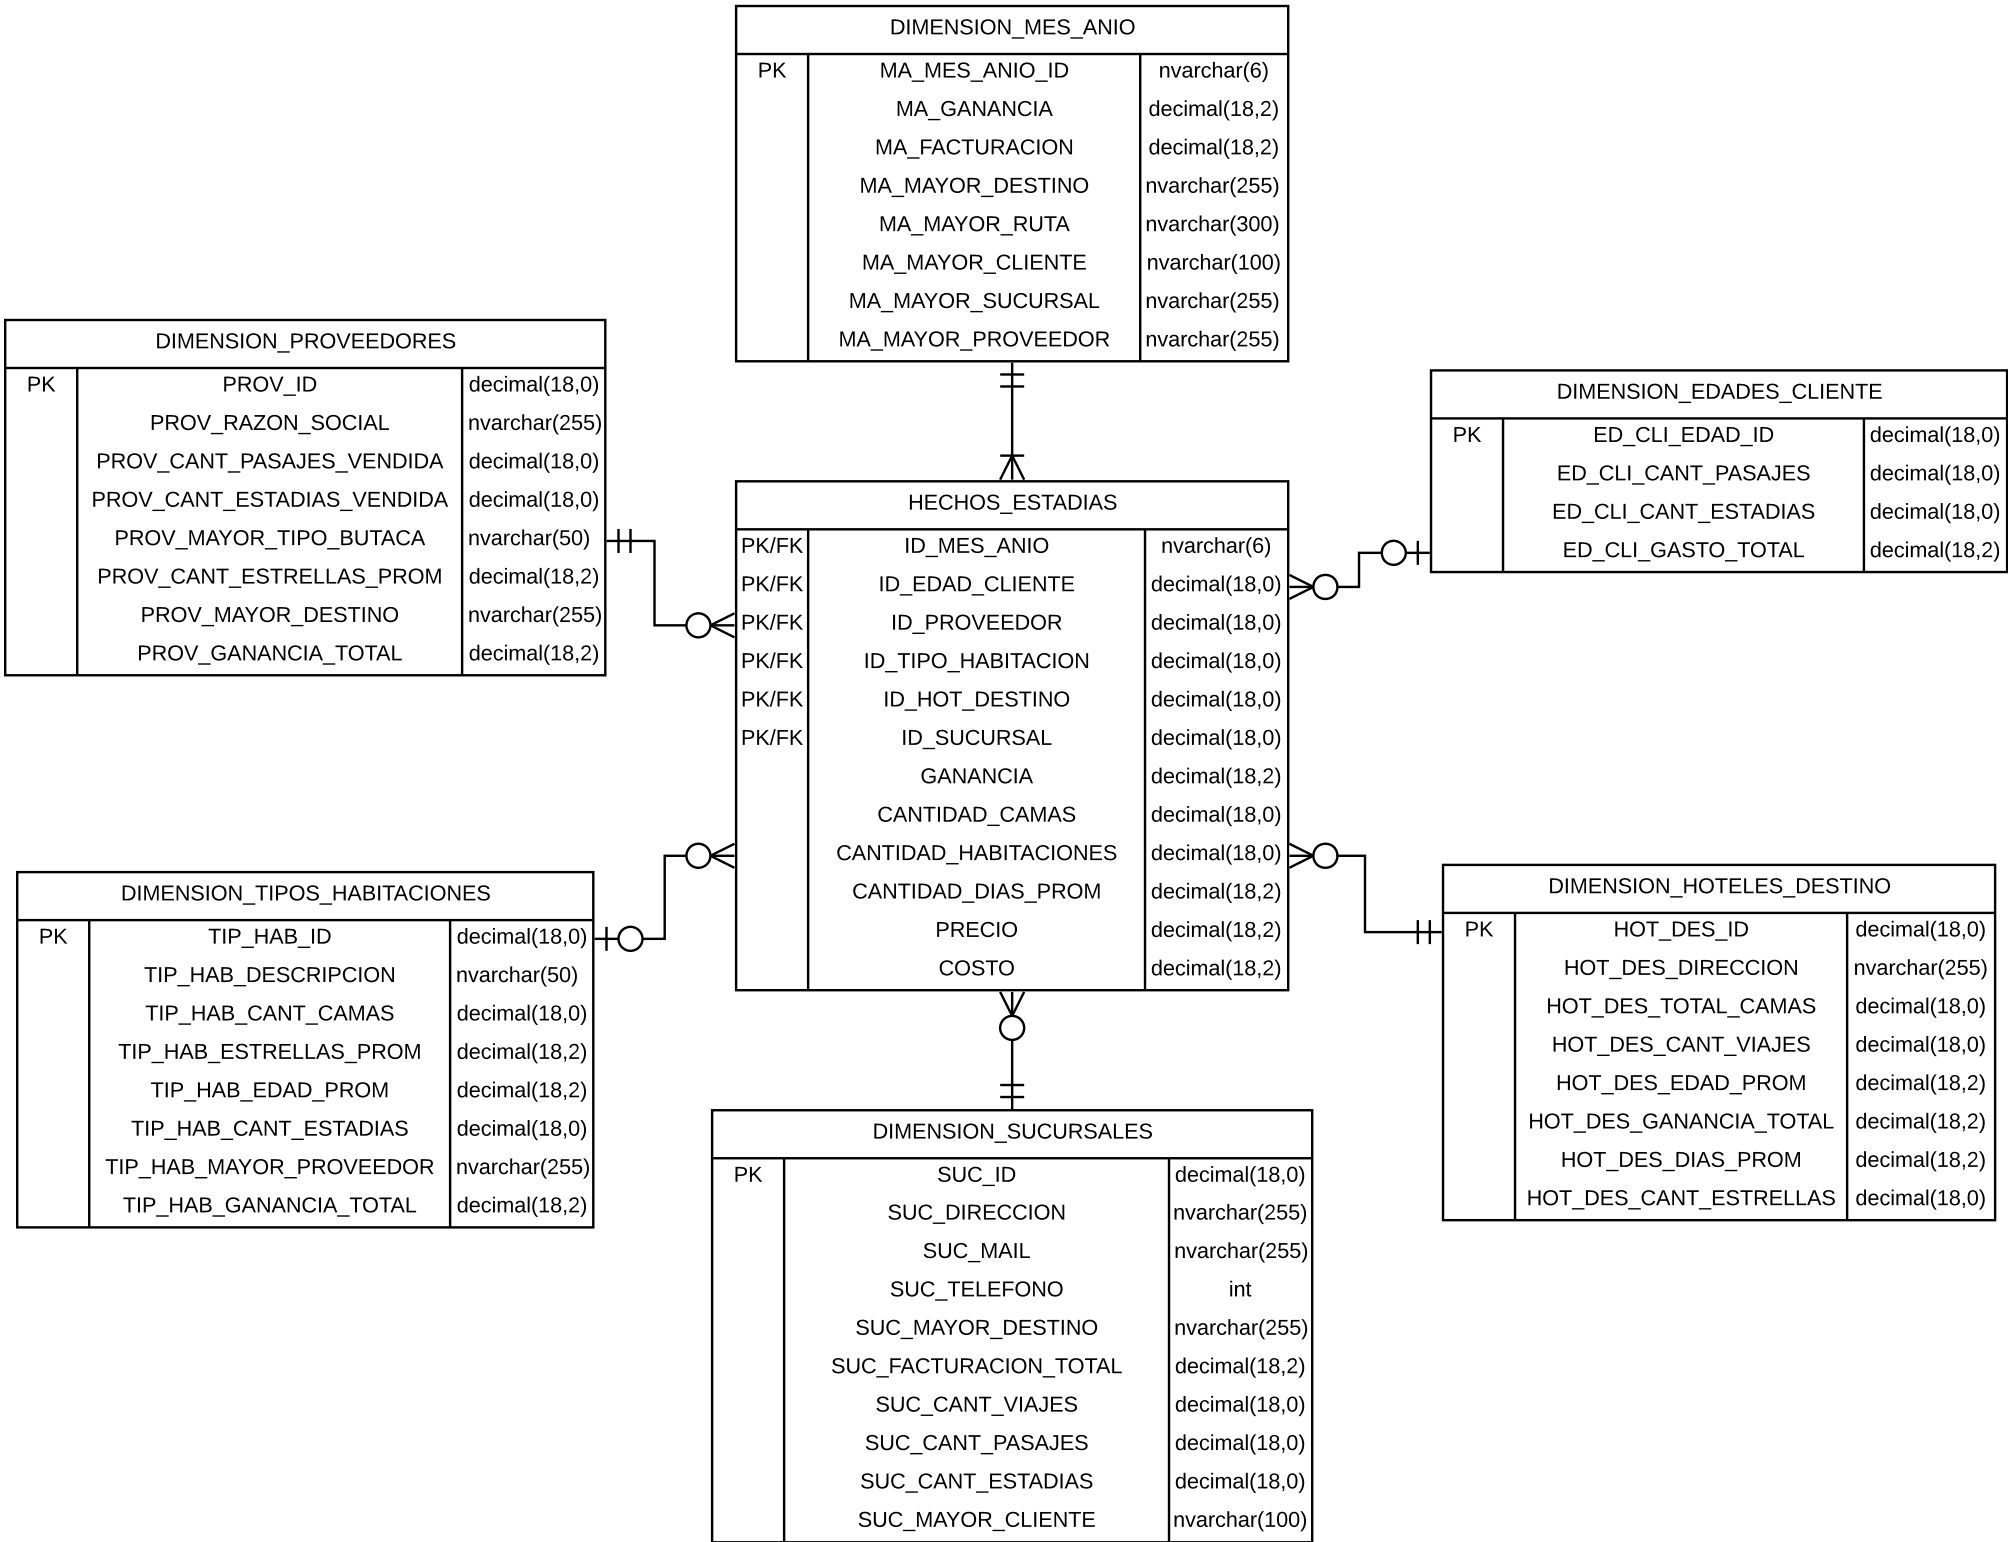 DIMENSION_MES_ANIO
PK MA_MES_ANIO_ID nvarchar(6)
MA_GANANCIA decimal(18,2)
MA_FACTURACION decimal(18,2)
MA_MAYOR_DESTINO nvarchar(255)
MA_MAYOR_RUTA nvarchar(300)
MA_MAYOR_CLIENTE nvarchar(100)
MA_MAYOR_SUCURSAL nvarchar(255)
MA_MAYOR_PROVEEDOR nvarchar(255)
DIMENSION_PROVEEDORES
PK PROV_ID decimal(18,0)
PROV_RAZON_SOCIAL nvarchar(255)
PROV_CANT_PASAJES_VENDIDA decimal(18,0)
PROV_CANT_ESTADIAS_VENDIDA decimal(18,0)
PROV_MAYOR_TIPO_BUTACA nvarchar(50)
PROV_CANT_ESTRELLAS_PROM decimal(18,2)
PROV_MAYOR_DESTINO nvarchar(255)
PROV_GANANCIA_TOTAL decimal(18,2)
DIMENSION_EDADES_CLIENTE
PK ED_CLI_EDAD_ID decimal(18,0)
ED_CLI_CANT_PASAJES decimal(18,0)
ED_CLI_CANT_ESTADIAS decimal(18,0)
ED_CLI_GASTO_TOTAL decimal(18,2)
HECHOS_ESTADIAS
PK/FK ID_MES_ANIO nvarchar(6)
PK/FK ID_EDAD_CLIENTE decimal(18,0)
PK/FK ID_PROVEEDOR decimal(18,0)
PK/FK ID_TIPO_HABITACION decimal(18,0)
PK/FK ID_HOT_DESTINO decimal(18,0)
PK/FK ID_SUCURSAL decimal(18,0)
GANANCIA decimal(18,2)
CANTIDAD_CAMAS decimal(18,0)
CANTIDAD_HABITACIONES decimal(18,0)
CANTIDAD_DIAS_PROM decimal(18,2)
PRECIO decimal(18,2)
COSTO decimal(18,2)
DIMENSION_TIPOS_HABITACIONES
PK TIP_HAB_ID decimal(18,0)
TIP_HAB_DESCRIPCION nvarchar(50)
TIP_HAB_CANT_CAMAS decimal(18,0)
TIP_HAB_ESTRELLAS_PROM decimal(18,2)
TIP_HAB_EDAD_PROM decimal(18,2)
TIP_HAB_CANT_ESTADIAS decimal(18,0)
TIP_HAB_MAYOR_PROVEEDOR nvarchar(255)
TIP_HAB_GANANCIA_TOTAL decimal(18,2)
DIMENSION_HOTELES_DESTINO
PK HOT_DES_ID decimal(18,0)
HOT_DES_DIRECCION nvarchar(255)
HOT_DES_TOTAL_CAMAS decimal(18,0)
HOT_DES_CANT_VIAJES decimal(18,0)
HOT_DES_EDAD_PROM decimal(18,2)
HOT_DES_GANANCIA_TOTAL decimal(18,2)
HOT_DES_DIAS_PROM decimal(18,2)
HOT_DES_CANT_ESTRELLAS decimal(18,0)
DIMENSION_SUCURSALES
PK SUC_ID decimal(18,0)
SUC_DIRECCION nvarchar(255)
SUC_MAIL nvarchar(255)
SUC_TELEFONO int
SUC_MAYOR_DESTINO nvarchar(255)
SUC_FACTURACION_TOTAL decimal(18,2)
SUC_CANT_VIAJES decimal(18,0)
SUC_CANT_PASAJES decimal(18,0)
SUC_CANT_ESTADIAS decimal(18,0)
SUC_MAYOR_CLIENTE nvarchar(100)